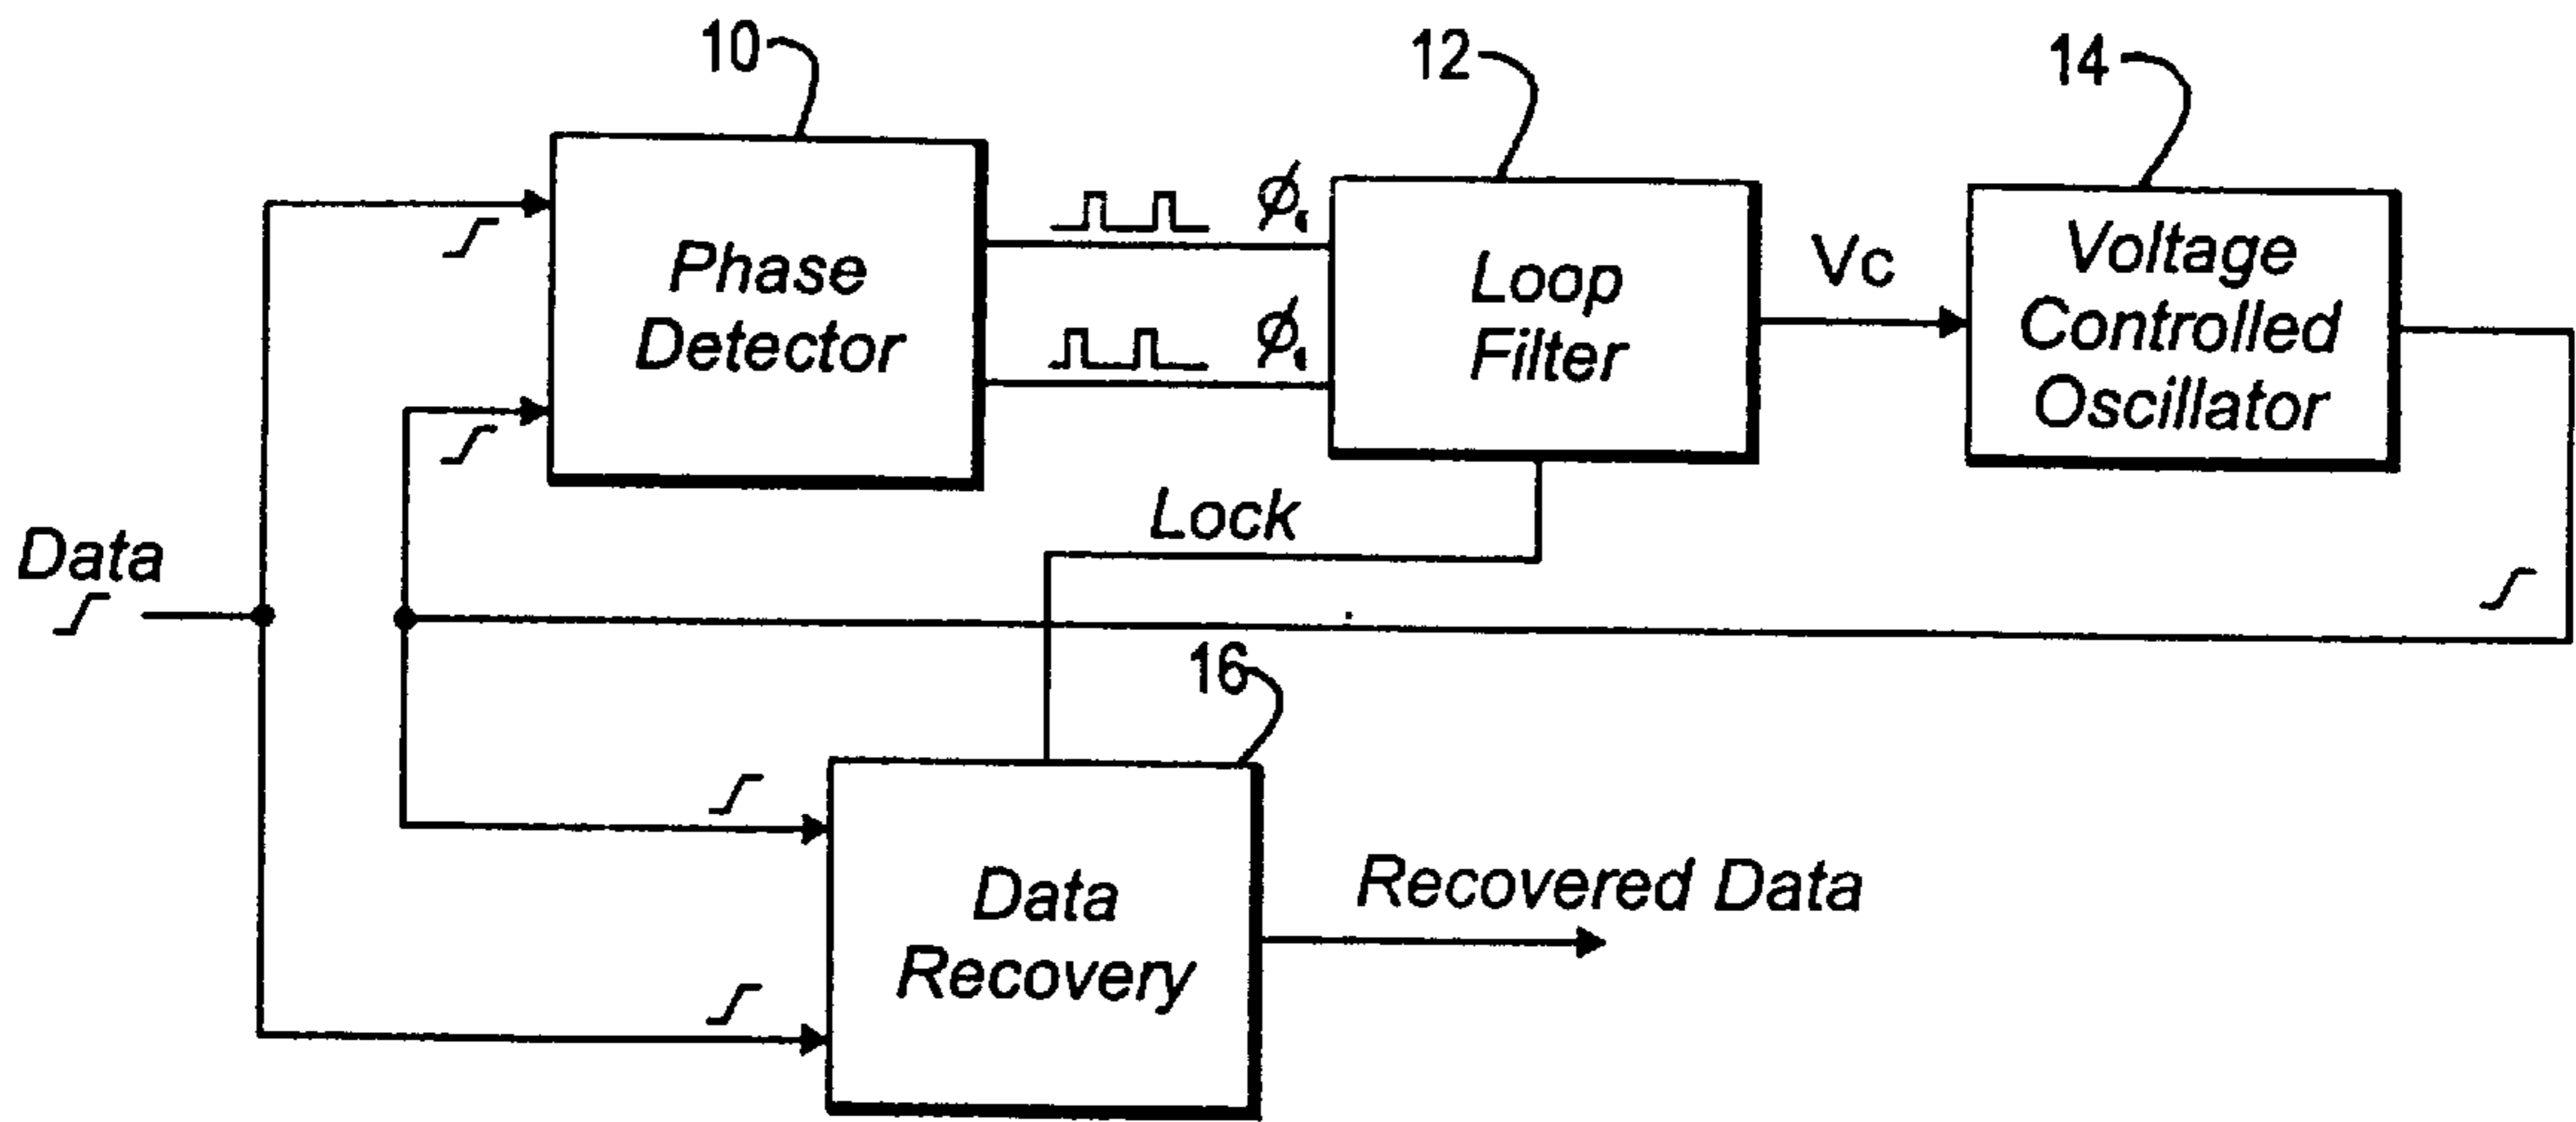 10
12
14
Phase
Detector
ϕ
ϕ
Loop
Filter
Vc
Voltage
Controlled
Oscillator
Data
Lock
16
Data
Recovery
Recovered Data